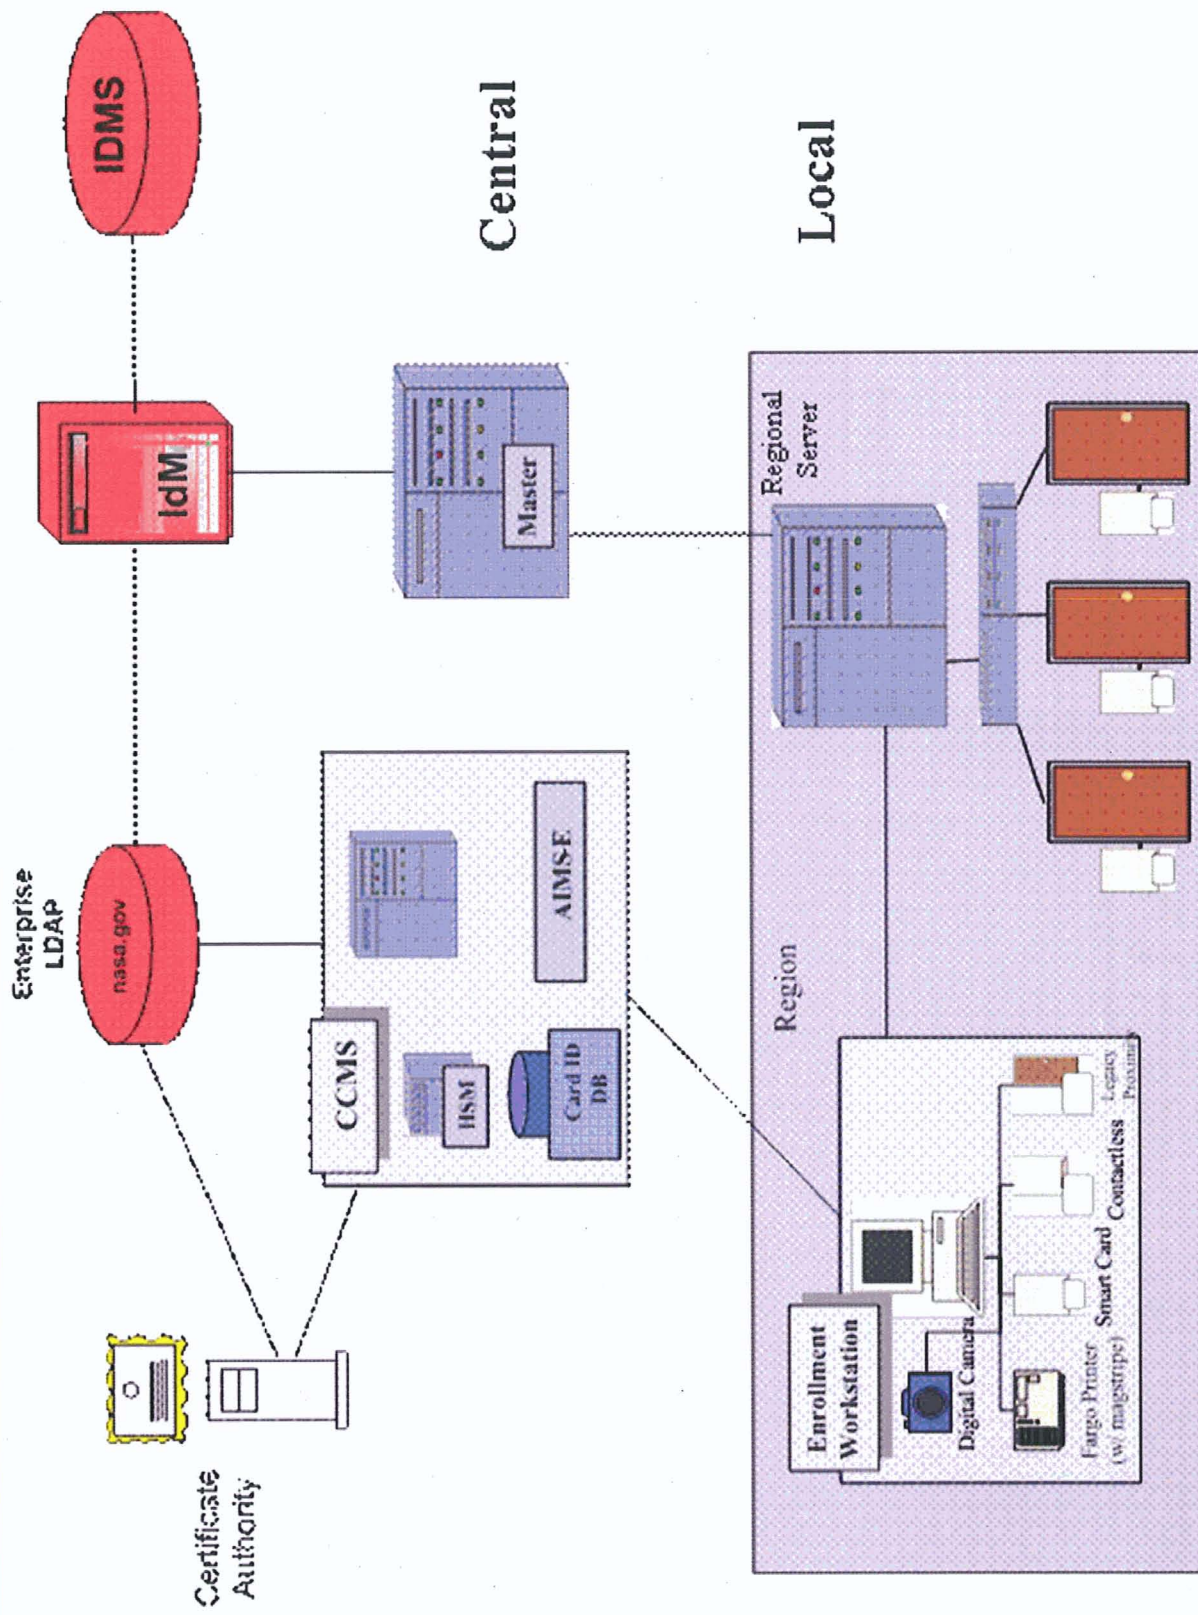 Certificate
Authority
Enterprise
LDAP
nasa.gov
IdM
IDMS
CCMS
HSM
Card ID
DB
AIMS-E
Master
Central
Enrollment
Workstation
Digital Camera
Fargo Printer
(w/ magstripe)
Smart Card
Contactless
Legacy
Proximity
Region
Regional
Server
Local